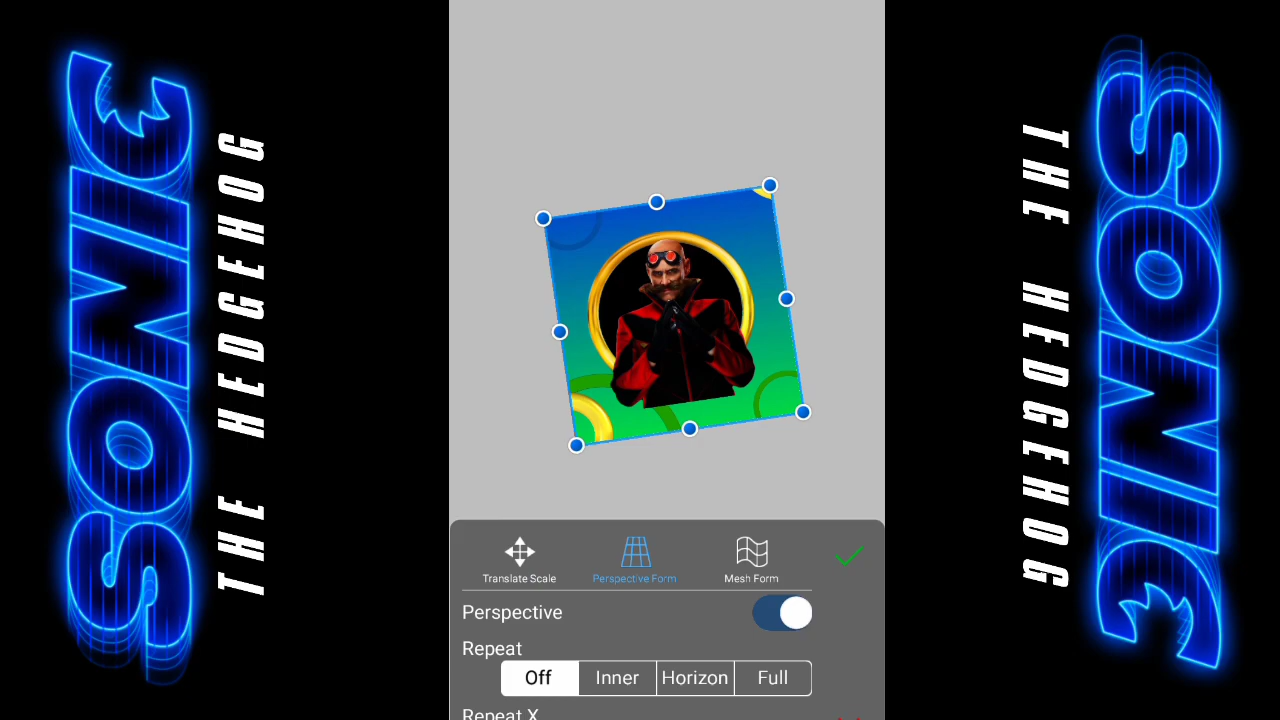 SONIC
THE HEDGEHOG
Translate Scale
Perspective Form
Mesh Form
Perspective
Repeat
Off
Inner
Horizon
Full
Repeat X
SONIC
THE HEDGEHOG